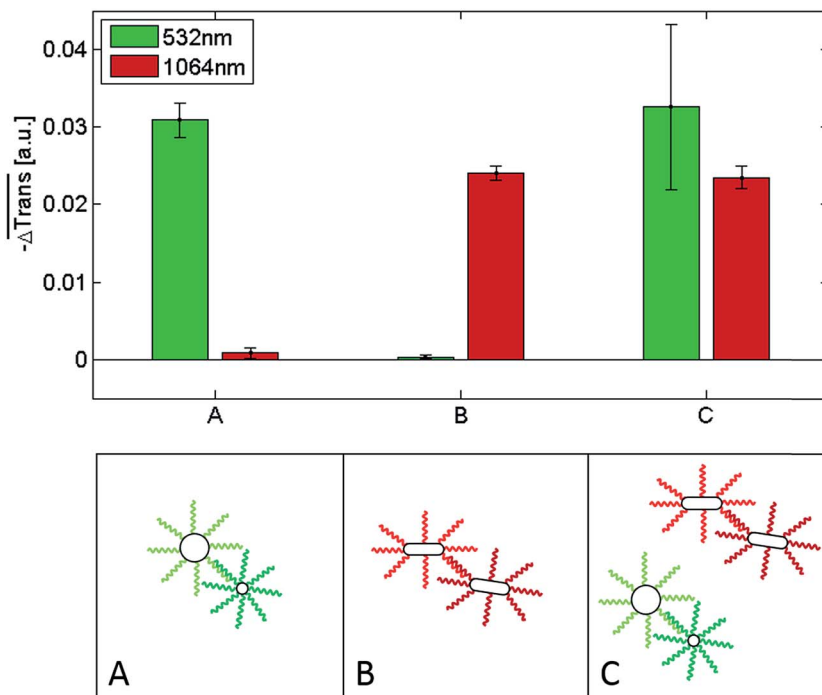 532nm
1064nm
0.04
0.03
0.02
0.01
0
-ΔTrans [a.u.]
A
B
C
A
B
C